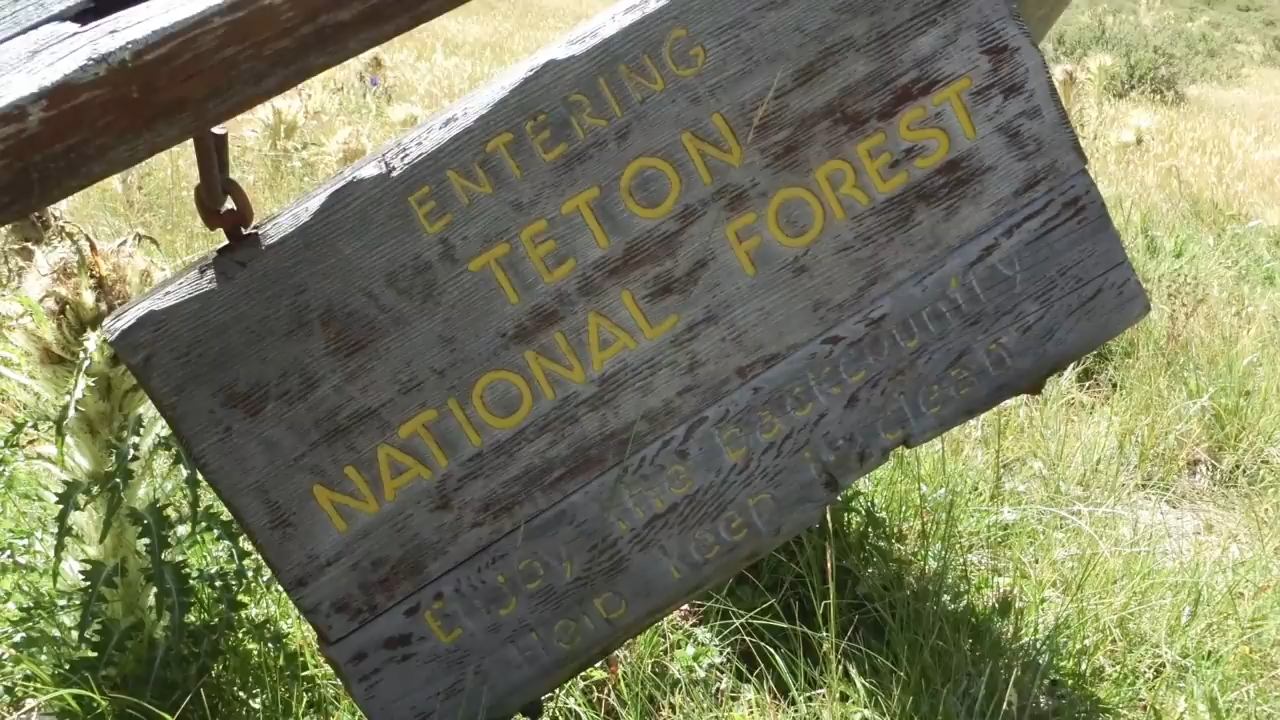 ENTERING
TETON
NATIONAL FOREST
Enjoy the backcountry
Help keep it clean